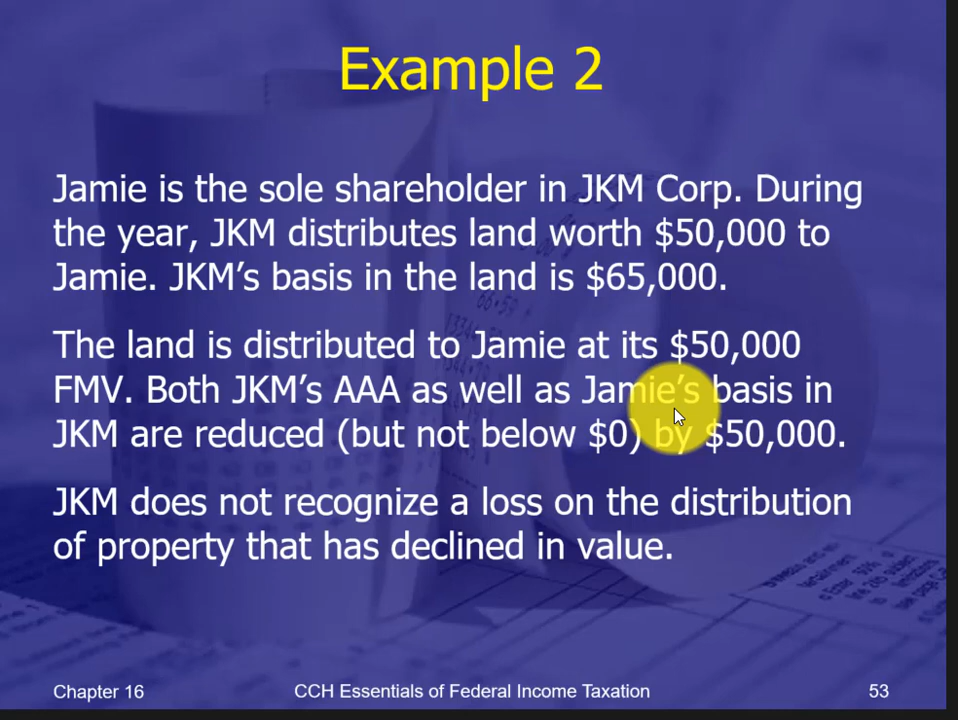 Example 2
Jamie is the sole shareholder in JKM Corp. During
the year, JKM distributes land worth $50,000 to
Jamie. JKM’s basis in the land is $65,000.
The land is distributed to Jamie at its $50,000
FMV. Both JKM’s AAA as well as Jamie’s basis in
JKM are reduced (but not below $0) by $50,000.
JKM does not recognize a loss on the distribution
of property that has declined in value.
Chapter 16
CCH Essentials of Federal Income Taxation
53